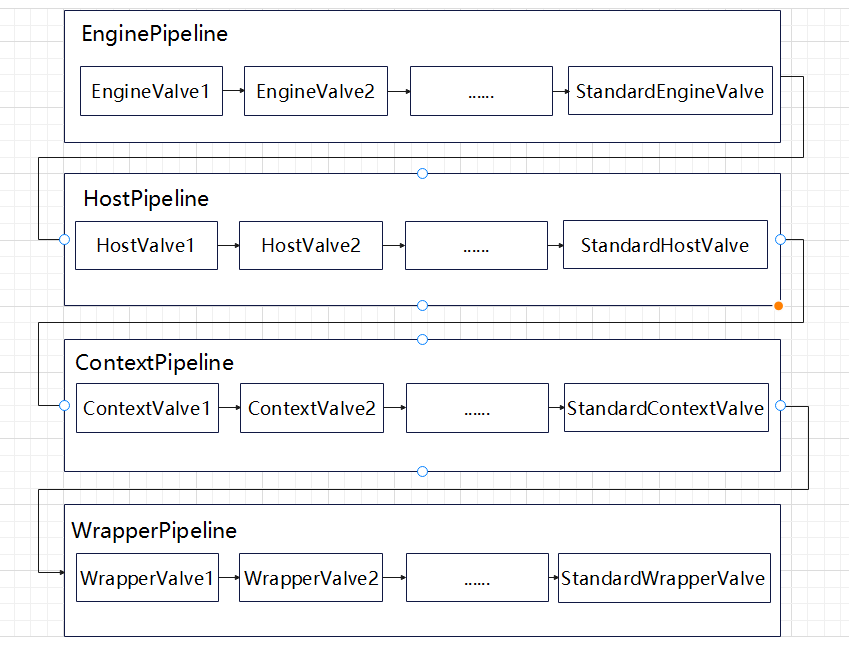 EnginePipeline
EngineValve1 EngineValve2 ...... StandardEngineValve
HostPipeline
HostValve1 HostValve2 ...... StandardHostValve
ContextPipeline
ContextValve1 ContextValve2 ...... StandardContextValve
WrapperPipeline
WrapperValve1 WrapperValve2 ...... StandardWrapperValve